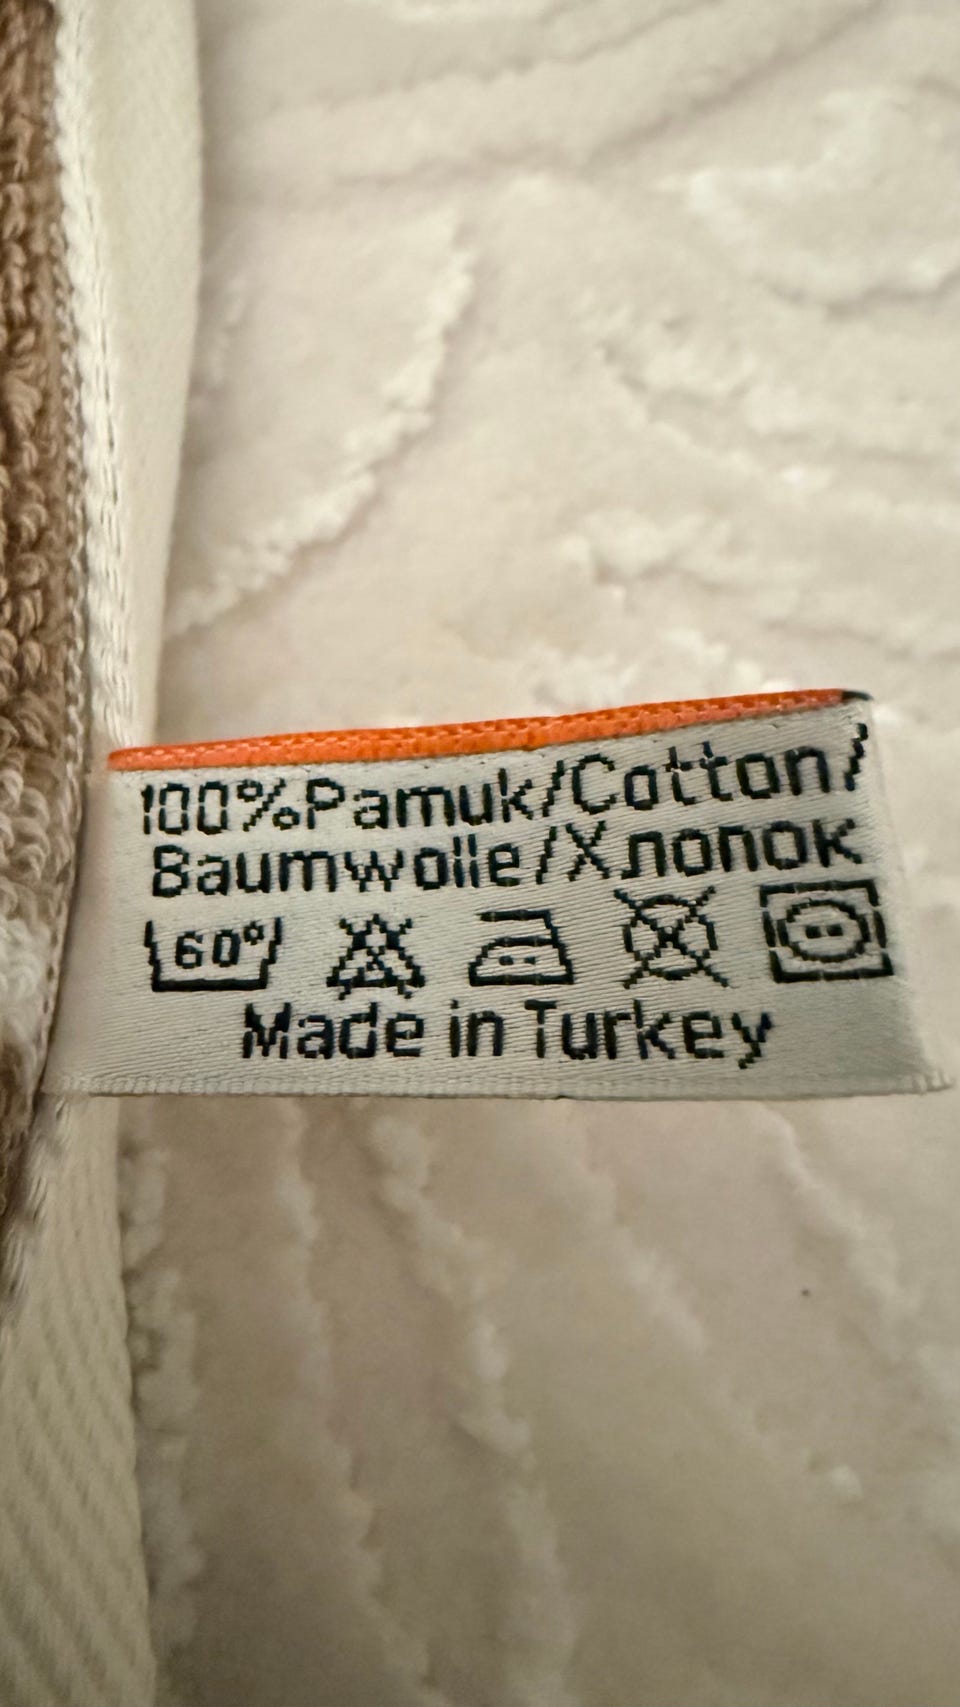 100%Pamuk/Cotton/
Baumwolle/Хлопок
60°
Made in Turkey